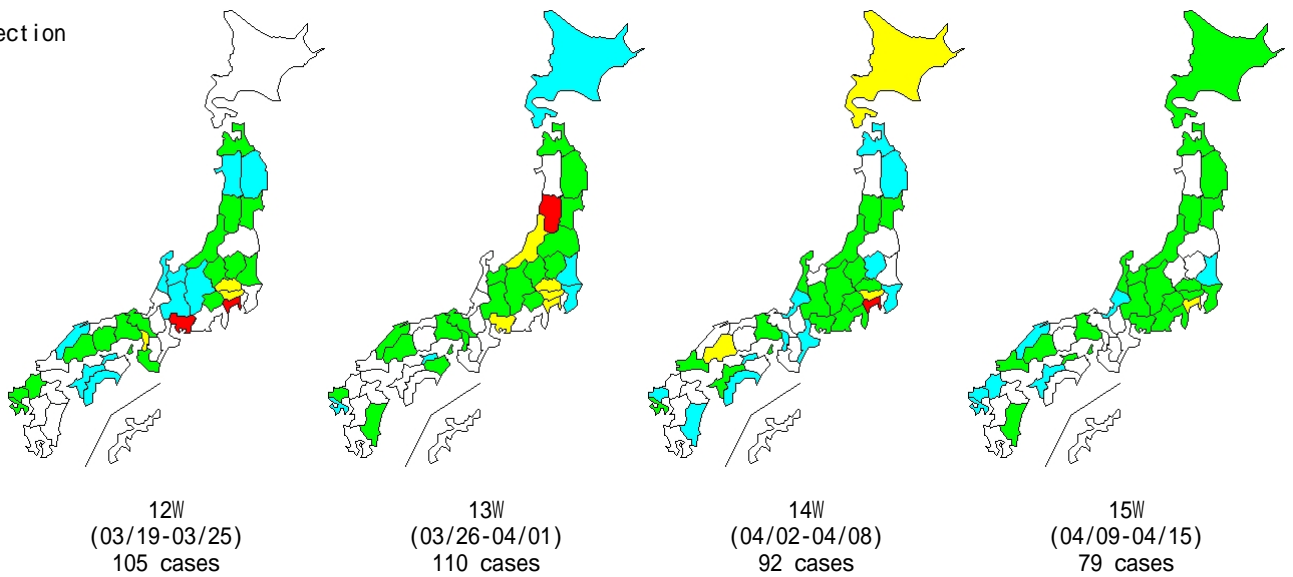 ection
12W
(03/19-03/25)
105 cases
13W
(03/26-04/01)
110 cases
14W
(04/02-04/08)
92 cases
15W
(04/09-04/15)
79 cases